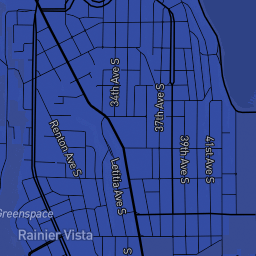 34th Ave S
37th Ave S
Renton Ave S
Letitia Ave S
39th Ave S
41st Ave S
Greenspace
Rainier Vista
S